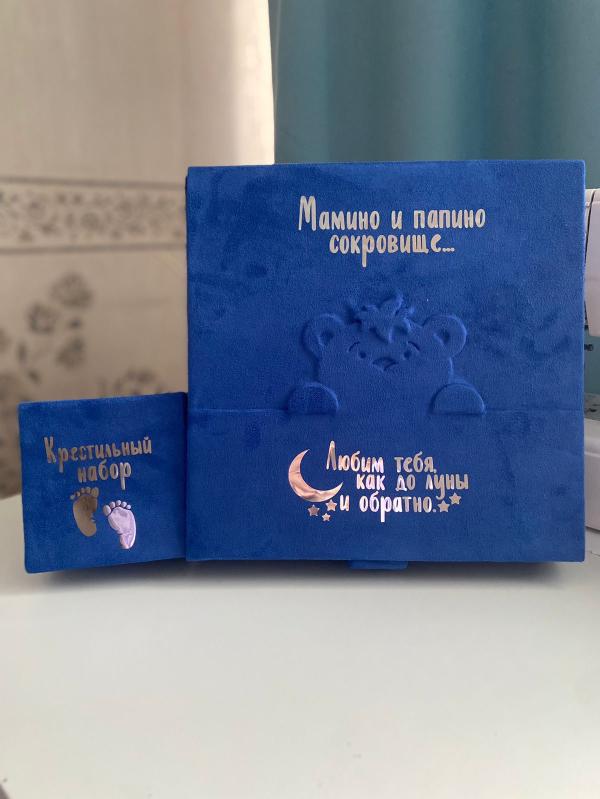 Мамино и папино
сокровище...
Любим тебя,
как до луны
и обратно.
Крестильный
набор